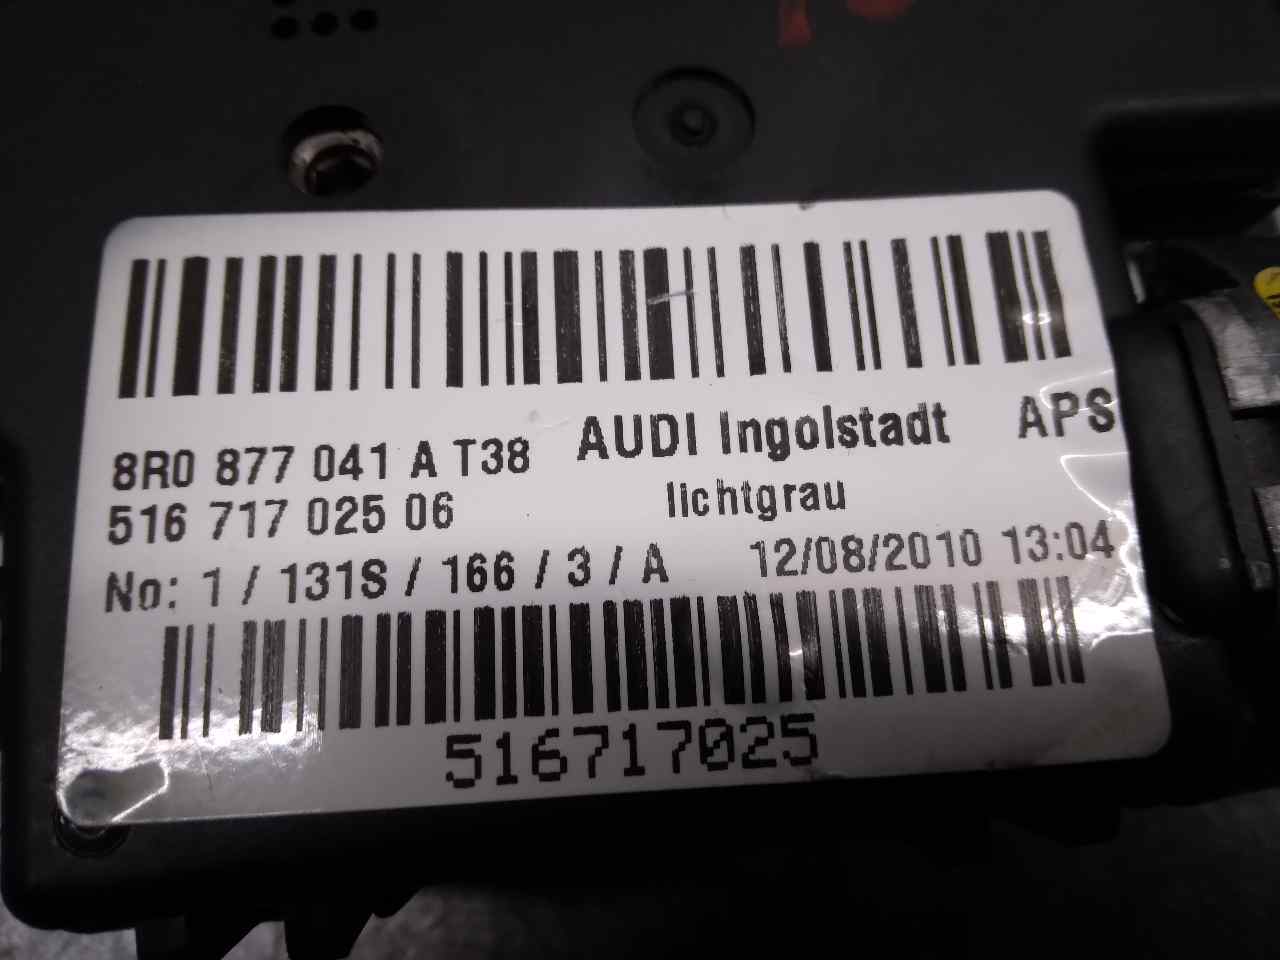 8R0 877 041 A T38 AUDI Ingolstadt APS
516 717 025 06 lichtgrau
No: 1 / 131S / 166 / 3 / A 12/08/2010 13:04
516717025